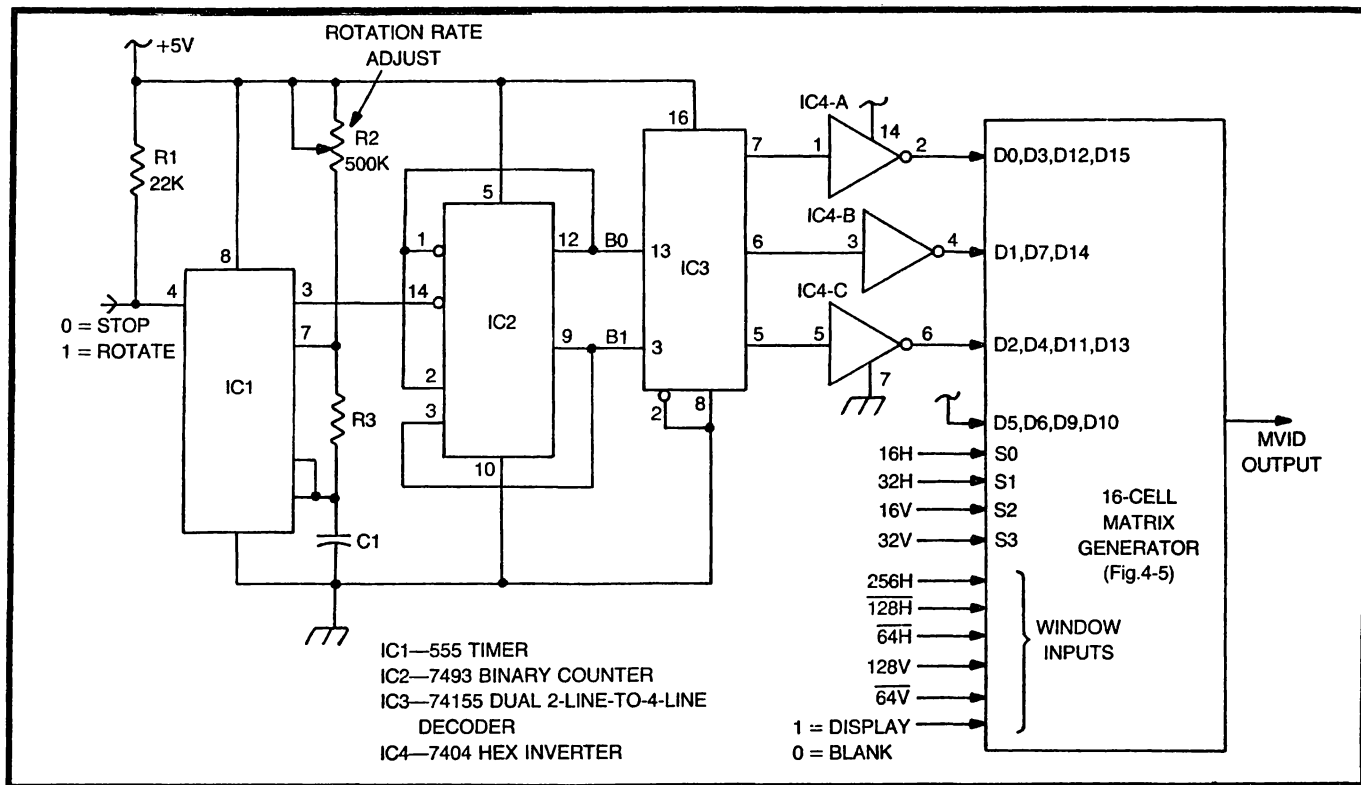 +5V
ROTATION RATE
ADJUST
R1
22K
R2
500K
8
4
3
7
0 = STOP
1 = ROTATE
IC1
R3
C1
5
1
14
2
3
12
B0
9
B1
10
IC2
16
13
3
2
8
7
6
5
IC3
IC4-A
14
1
2
IC4-B
3
4
IC4-C
5
6
7
D0,D3,D12,D15
D1,D7,D14
D2,D4,D11,D13
D5,D6,D9,D10
16H
S0
32H
S1
16V
S2
32V
S3
16-CELL
MATRIX
GENERATOR
(Fig.4-5)
MVID
OUTPUT
256H
128H
64H
128V
64V
WINDOW
INPUTS
1 = DISPLAY
0 = BLANK
IC1—555 TIMER
IC2—7493 BINARY COUNTER
IC3—74155 DUAL 2-LINE-TO-4-LINE
DECODER
IC4—7404 HEX INVERTER